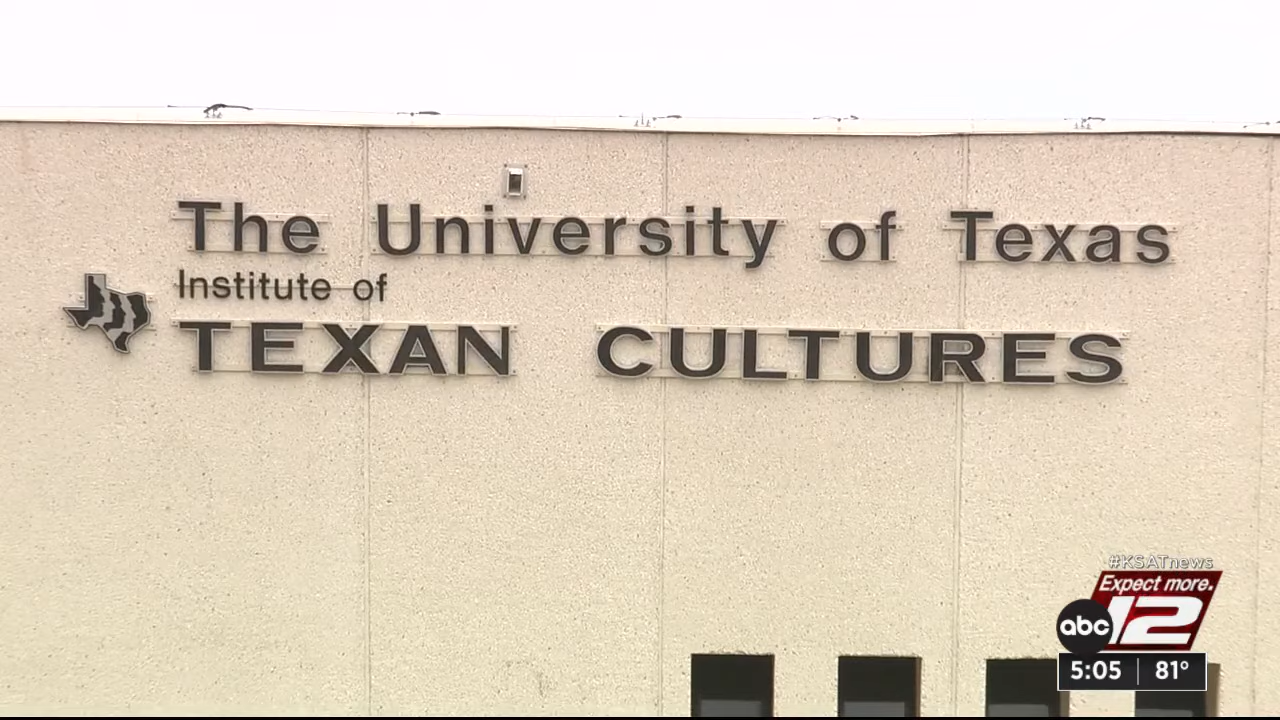 The University of Texas
Institute of
TEXAN CULTURES
#KSATnews
Expect more.
abc 12
5:05 81°